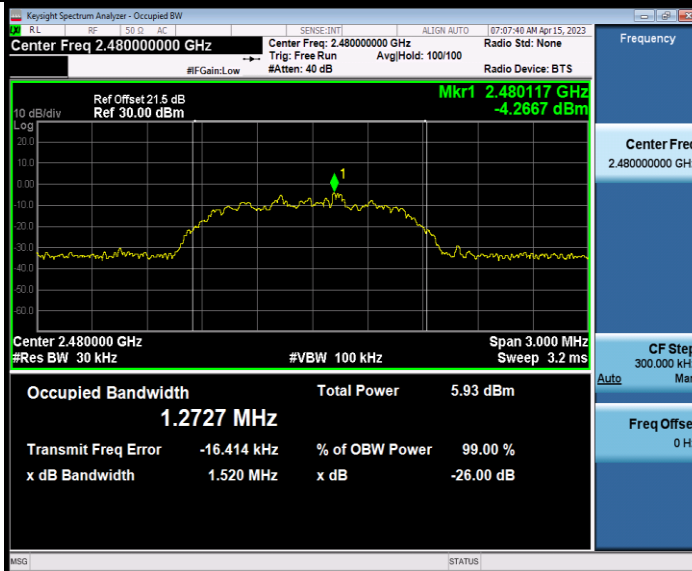 Keysight Spectrum Analyzer - Occupied BW
RL RF 50 Ω AC SENSE:INT ALIGN AUTO 07:07:40 AM Apr 15, 2023
Center Freq 2.480000000 GHz
Center Freq: 2.480000000 GHz Radio Std: None
Trig: Free Run Avg|Hold: 100/100
#IFGain:Low #Atten: 40 dB Radio Device: BTS
Frequency
Mkr1 2.480117 GHz
-4.2667 dBm
Ref Offset 21.5 dB
10 dB/div Ref 30.00 dBm
Log
20.0
10.0
0.00
-10.0
-20.0
-30.0
-40.0
-50.0
-60.0
1
Center 2.480000 GHz Span 3.000 MHz
#Res BW 30 kHz #VBW 100 kHz Sweep 3.2 ms
Occupied Bandwidth Total Power 5.93 dBm
1.2727 MHz
Transmit Freq Error -16.414 kHz % of OBW Power 99.00 %
x dB Bandwidth 1.520 MHz x dB -26.00 dB
Center Freq
2.480000000 GH
CF Step
300.000 kH
Auto Man
Freq Offse
0 H
MSG STATUS